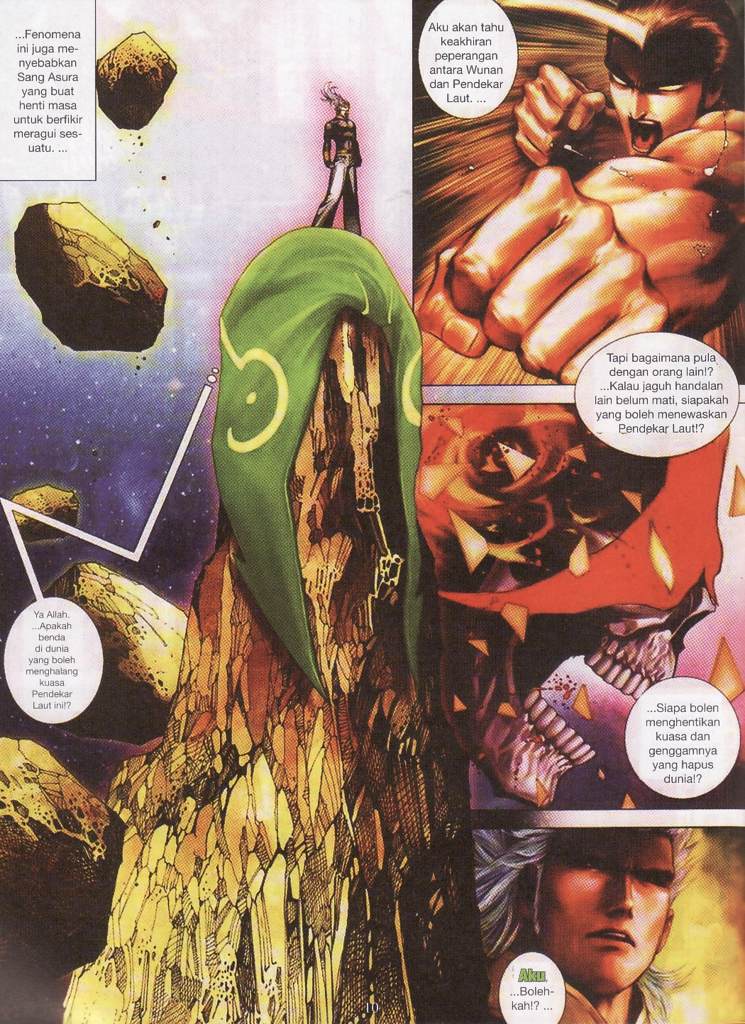 ...Fenomena
ini juga me-
nyebabkan
Sang Asura
yang buat
henti masa
untuk berfikir
meragui ses-
uatu. ...
Ya Allah.
...Apakah
benda
di dunia
yang boleh
menghalang
kuasa
Pendekar
Laut ini!?
Aku akan tahu
keakhiran
peperangan
antara Wunan
dan Pendekar
Laut. ...
Tapi bagaimana pula
dengan orang lain!?
...Kalau jaguh handalan
lain belum mati, siapakah
yang boleh menewaskan
Pendekar Laut!?
...Siapa bolen
menghentikan
kuasa dan
genggamnya
yang hapus
dunia!?
Aku
...Boleh-
kah!? ...
10